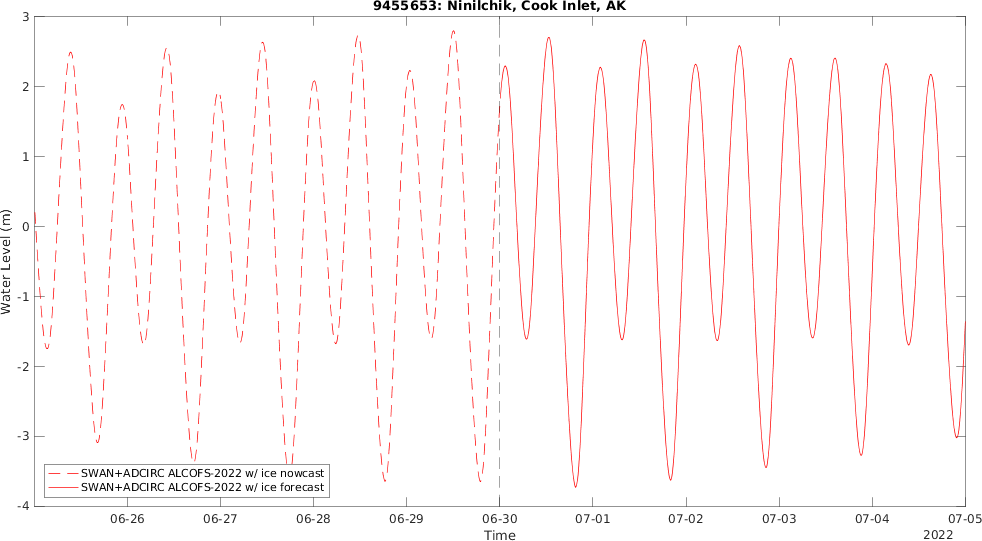 9455653: Ninilchik, Cook Inlet, AK
3
2
1
0
-1
-2
-3
-4
Water Level (m)
SWAN+ADCIRC ALCOFS-2022 w/ ice nowcast
SWAN+ADCIRC ALCOFS-2022 w/ ice forecast
06-26 06-27 06-28 06-29 06-30 07-01 07-02 07-03 07-04 07-05
Time
2022